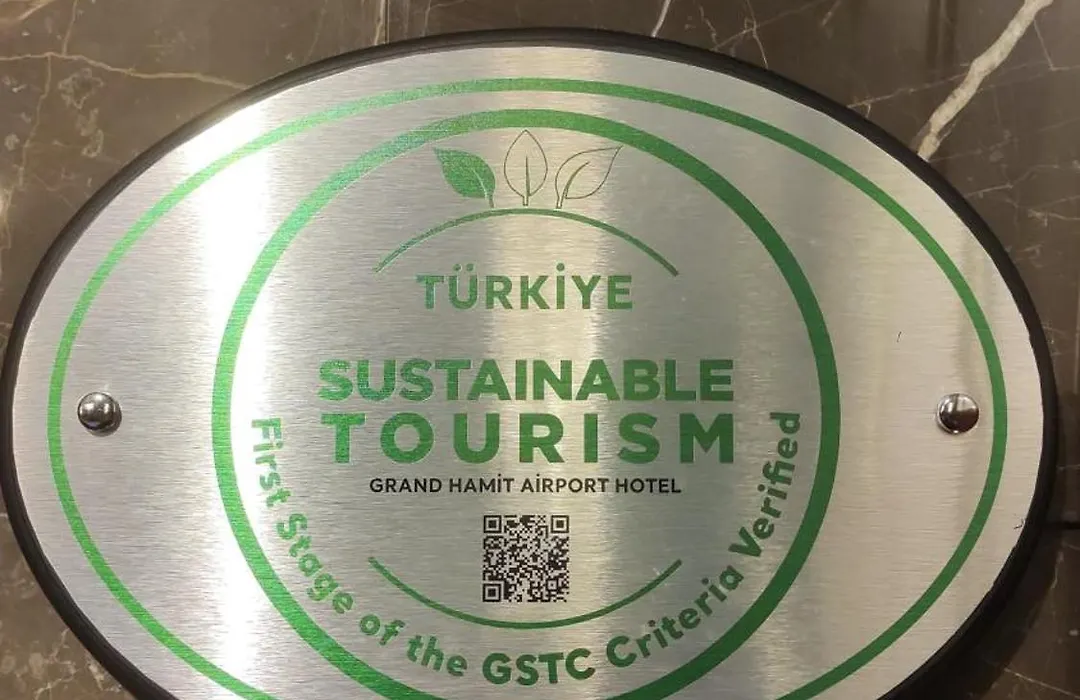 TÜRKİYE
SUSTAINABLE
TOURISM
GRAND HAMİT AİRPORT HOTEL
First Stage of the GSTC Criteria Verified